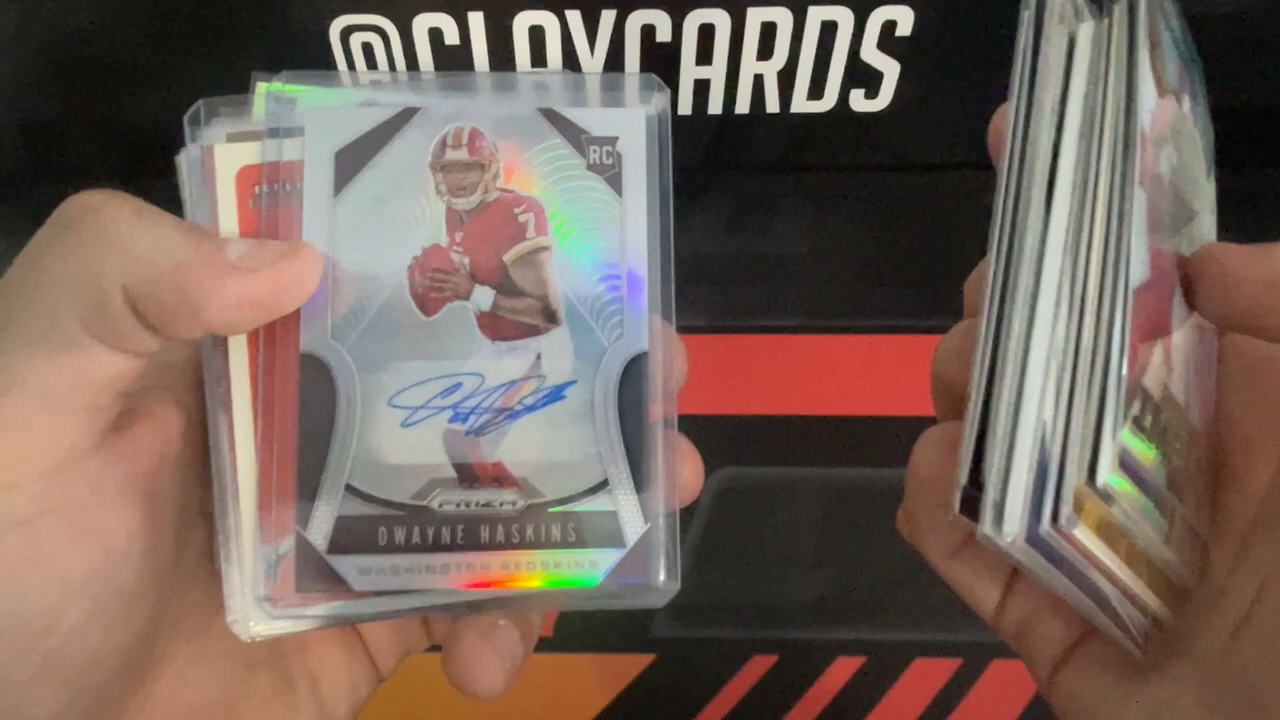 @CLAYCARDS
RC
7
PRIZM
DWAYNE HASKINS
WASHINGTON REDSKINS